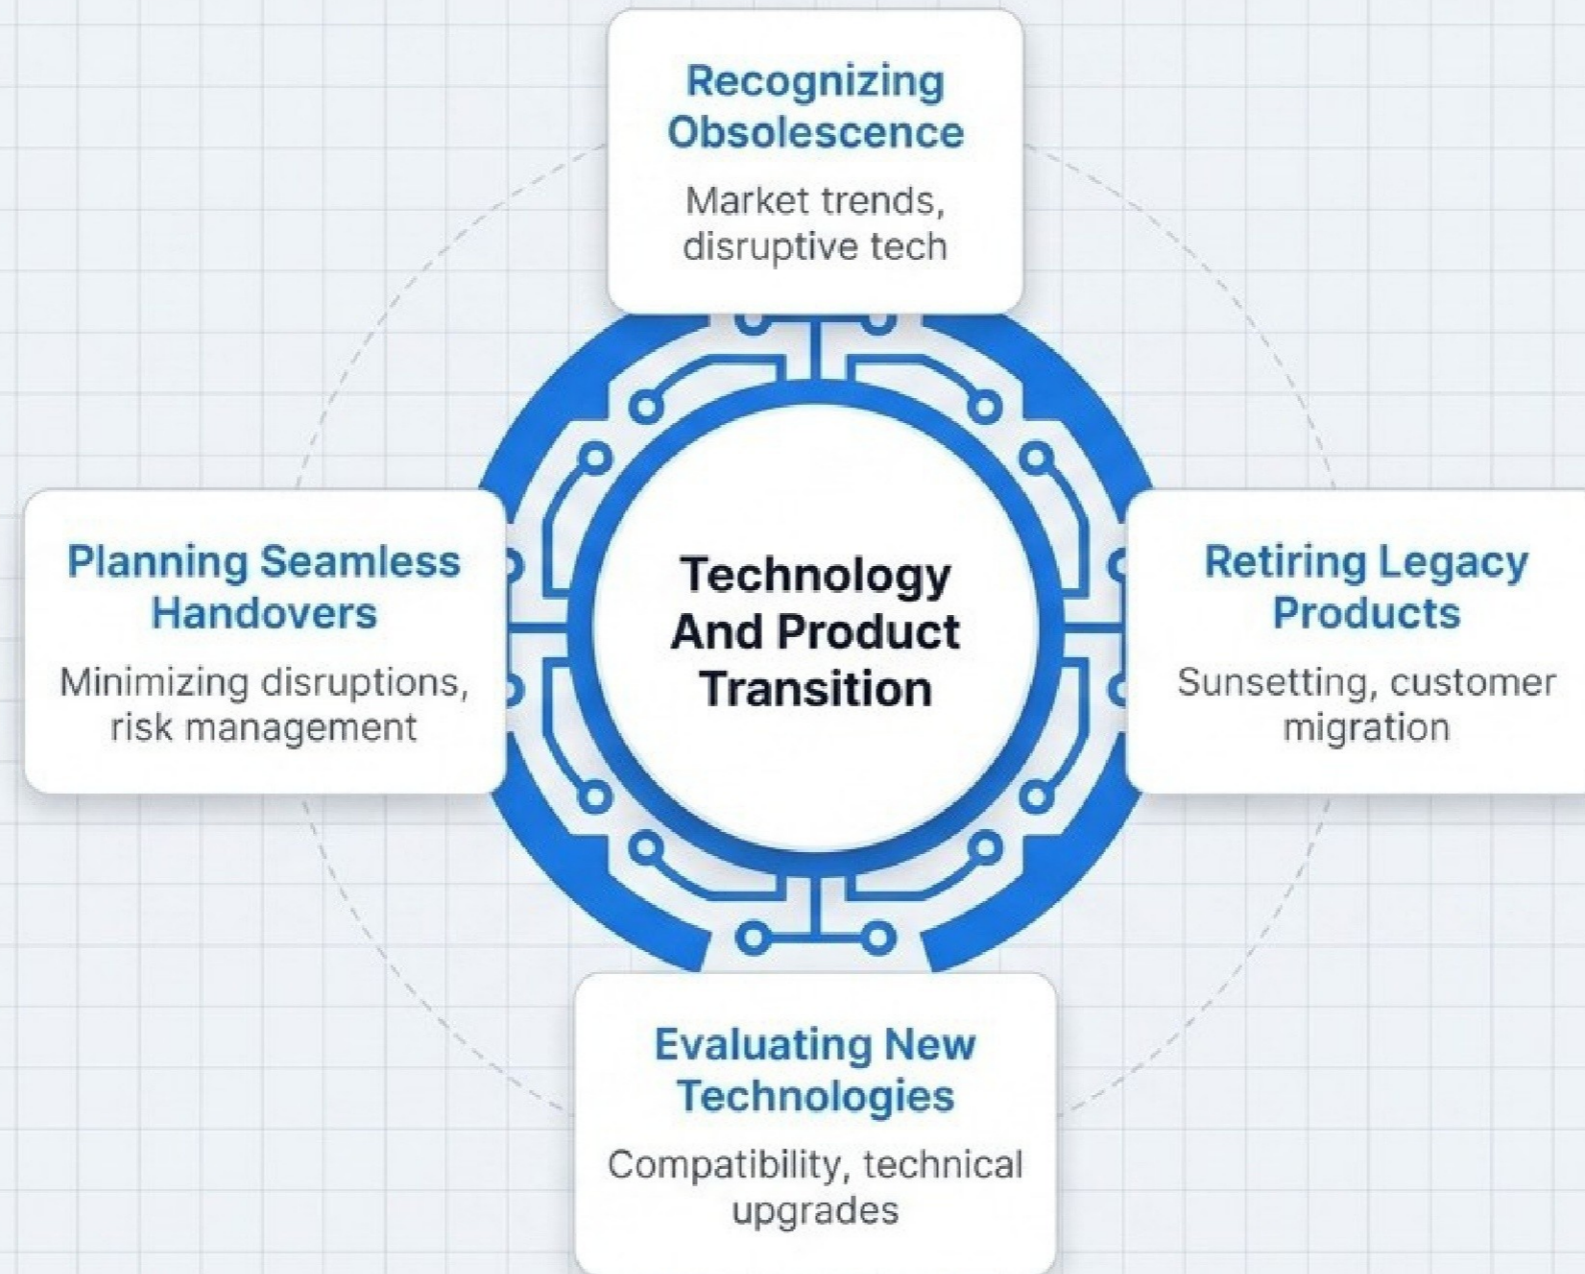 Recognizing
Obsolescence
Market trends,
disruptive tech
Planning Seamless
Handovers
Minimizing disruptions,
risk management
Technology
And Product
Transition
Retiring Legacy
Products
Sunsetting, customer
migration
Evaluating New
Technologies
Compatibility, technical
upgrades